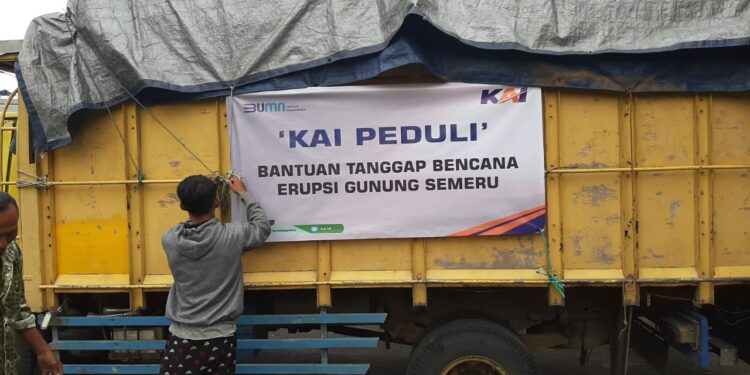 BUMN
KAI
'KAI PEDULI'
BANTUAN TANGGAP BENCANA
ERUPSI GUNUNG SEMERU